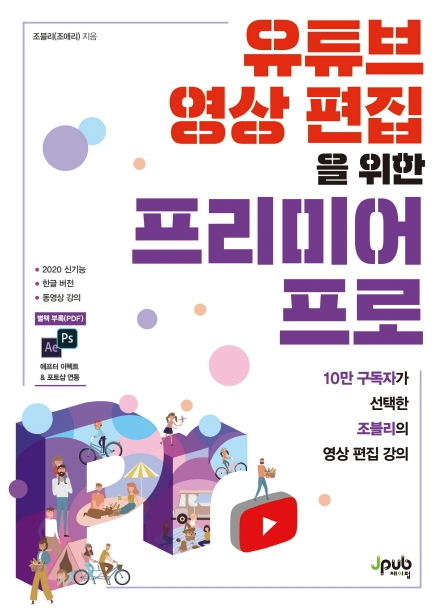 조블리(조애리) 지음
유튜브
영상 편집
을 위한
프리미어
프로
• 2020 신기능
• 한글 버전
• 동영상 강의
별책 부록(PDF)
Ae Ps
애프터 이펙트
& 포토샵 연동
10만 구독자가
선택한
조블리의
영상 편집 강의
Pr
Jpub
제이펍